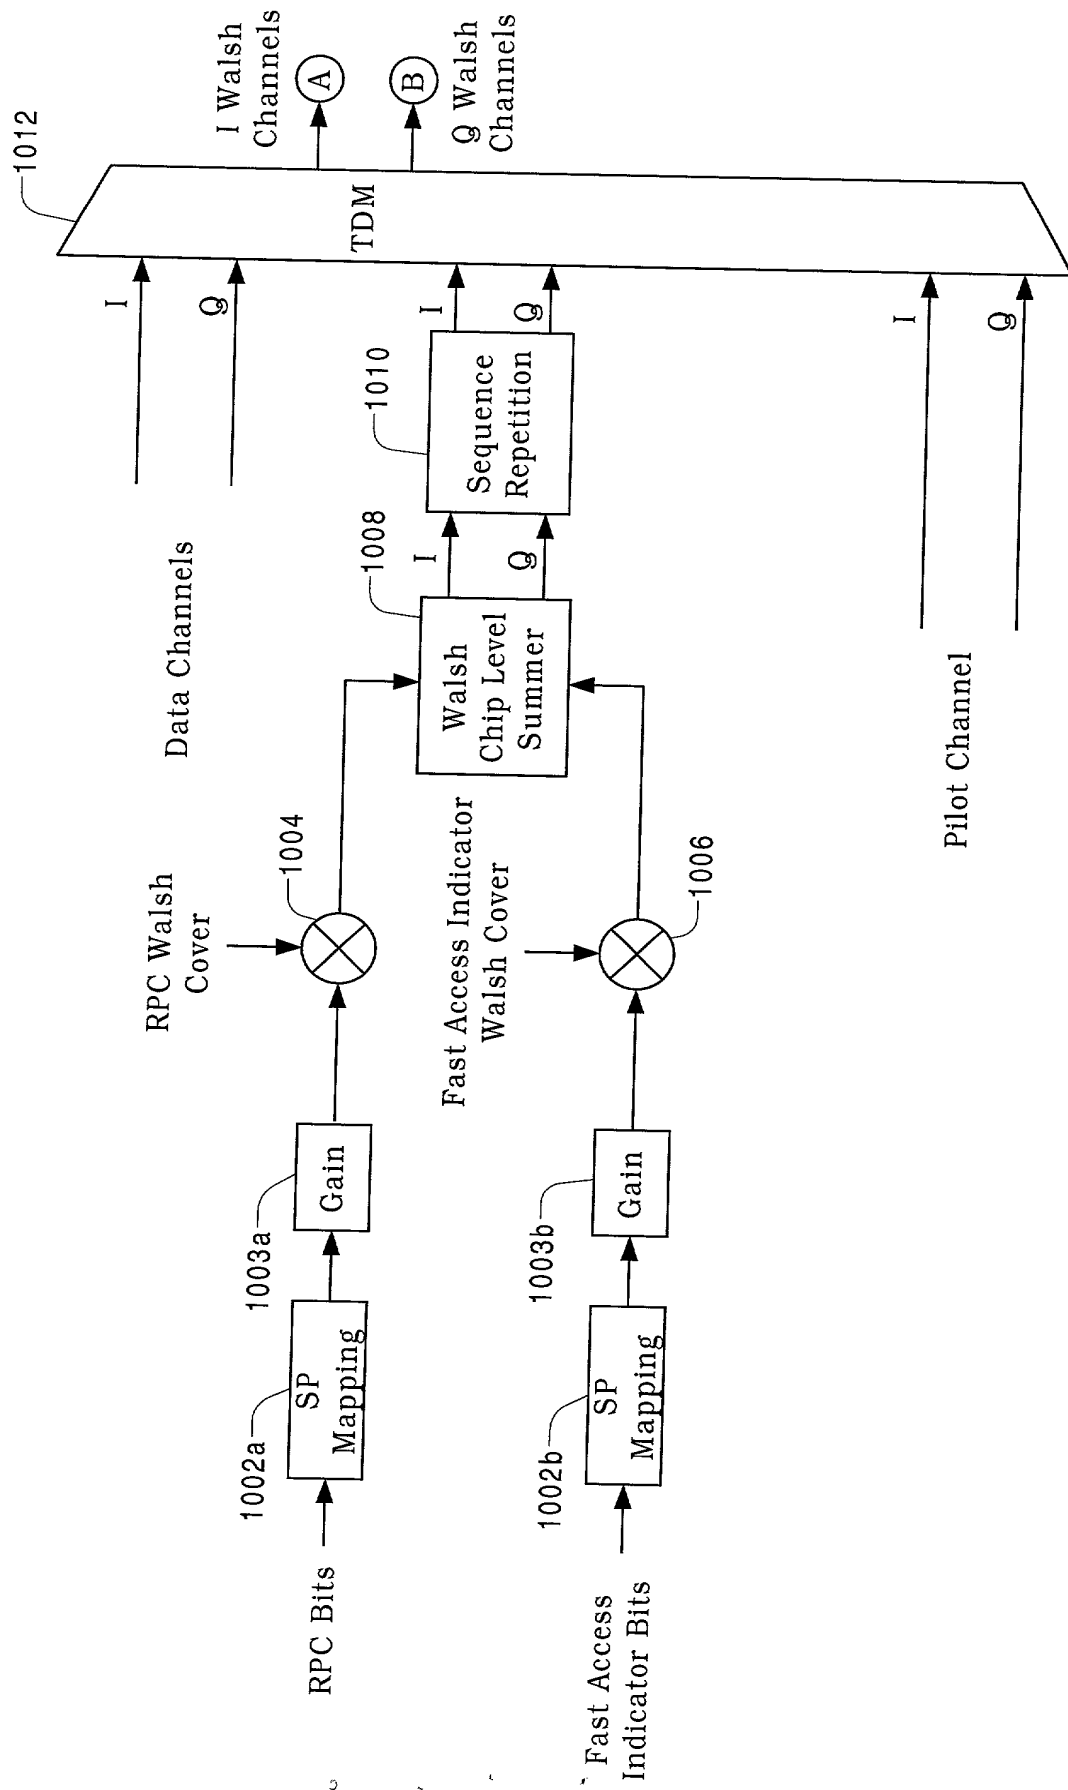 1012
I Walsh
Channels
A
B
Q Walsh
Channels
TDM
I
Q
Data Channels
I
Q
1010
Sequence
Repetition
I
Q
1008
Walsh
Chip Level
Summer
RPC Walsh
Cover
1004
1003a
Gain
1002a
SP
Mapping
RPC Bits
Fast Access Indicator
Walsh Cover
1006
1003b
Gain
1002b
SP
Mapping
Fast Access
Indicator Bits
I
Q
Pilot Channel